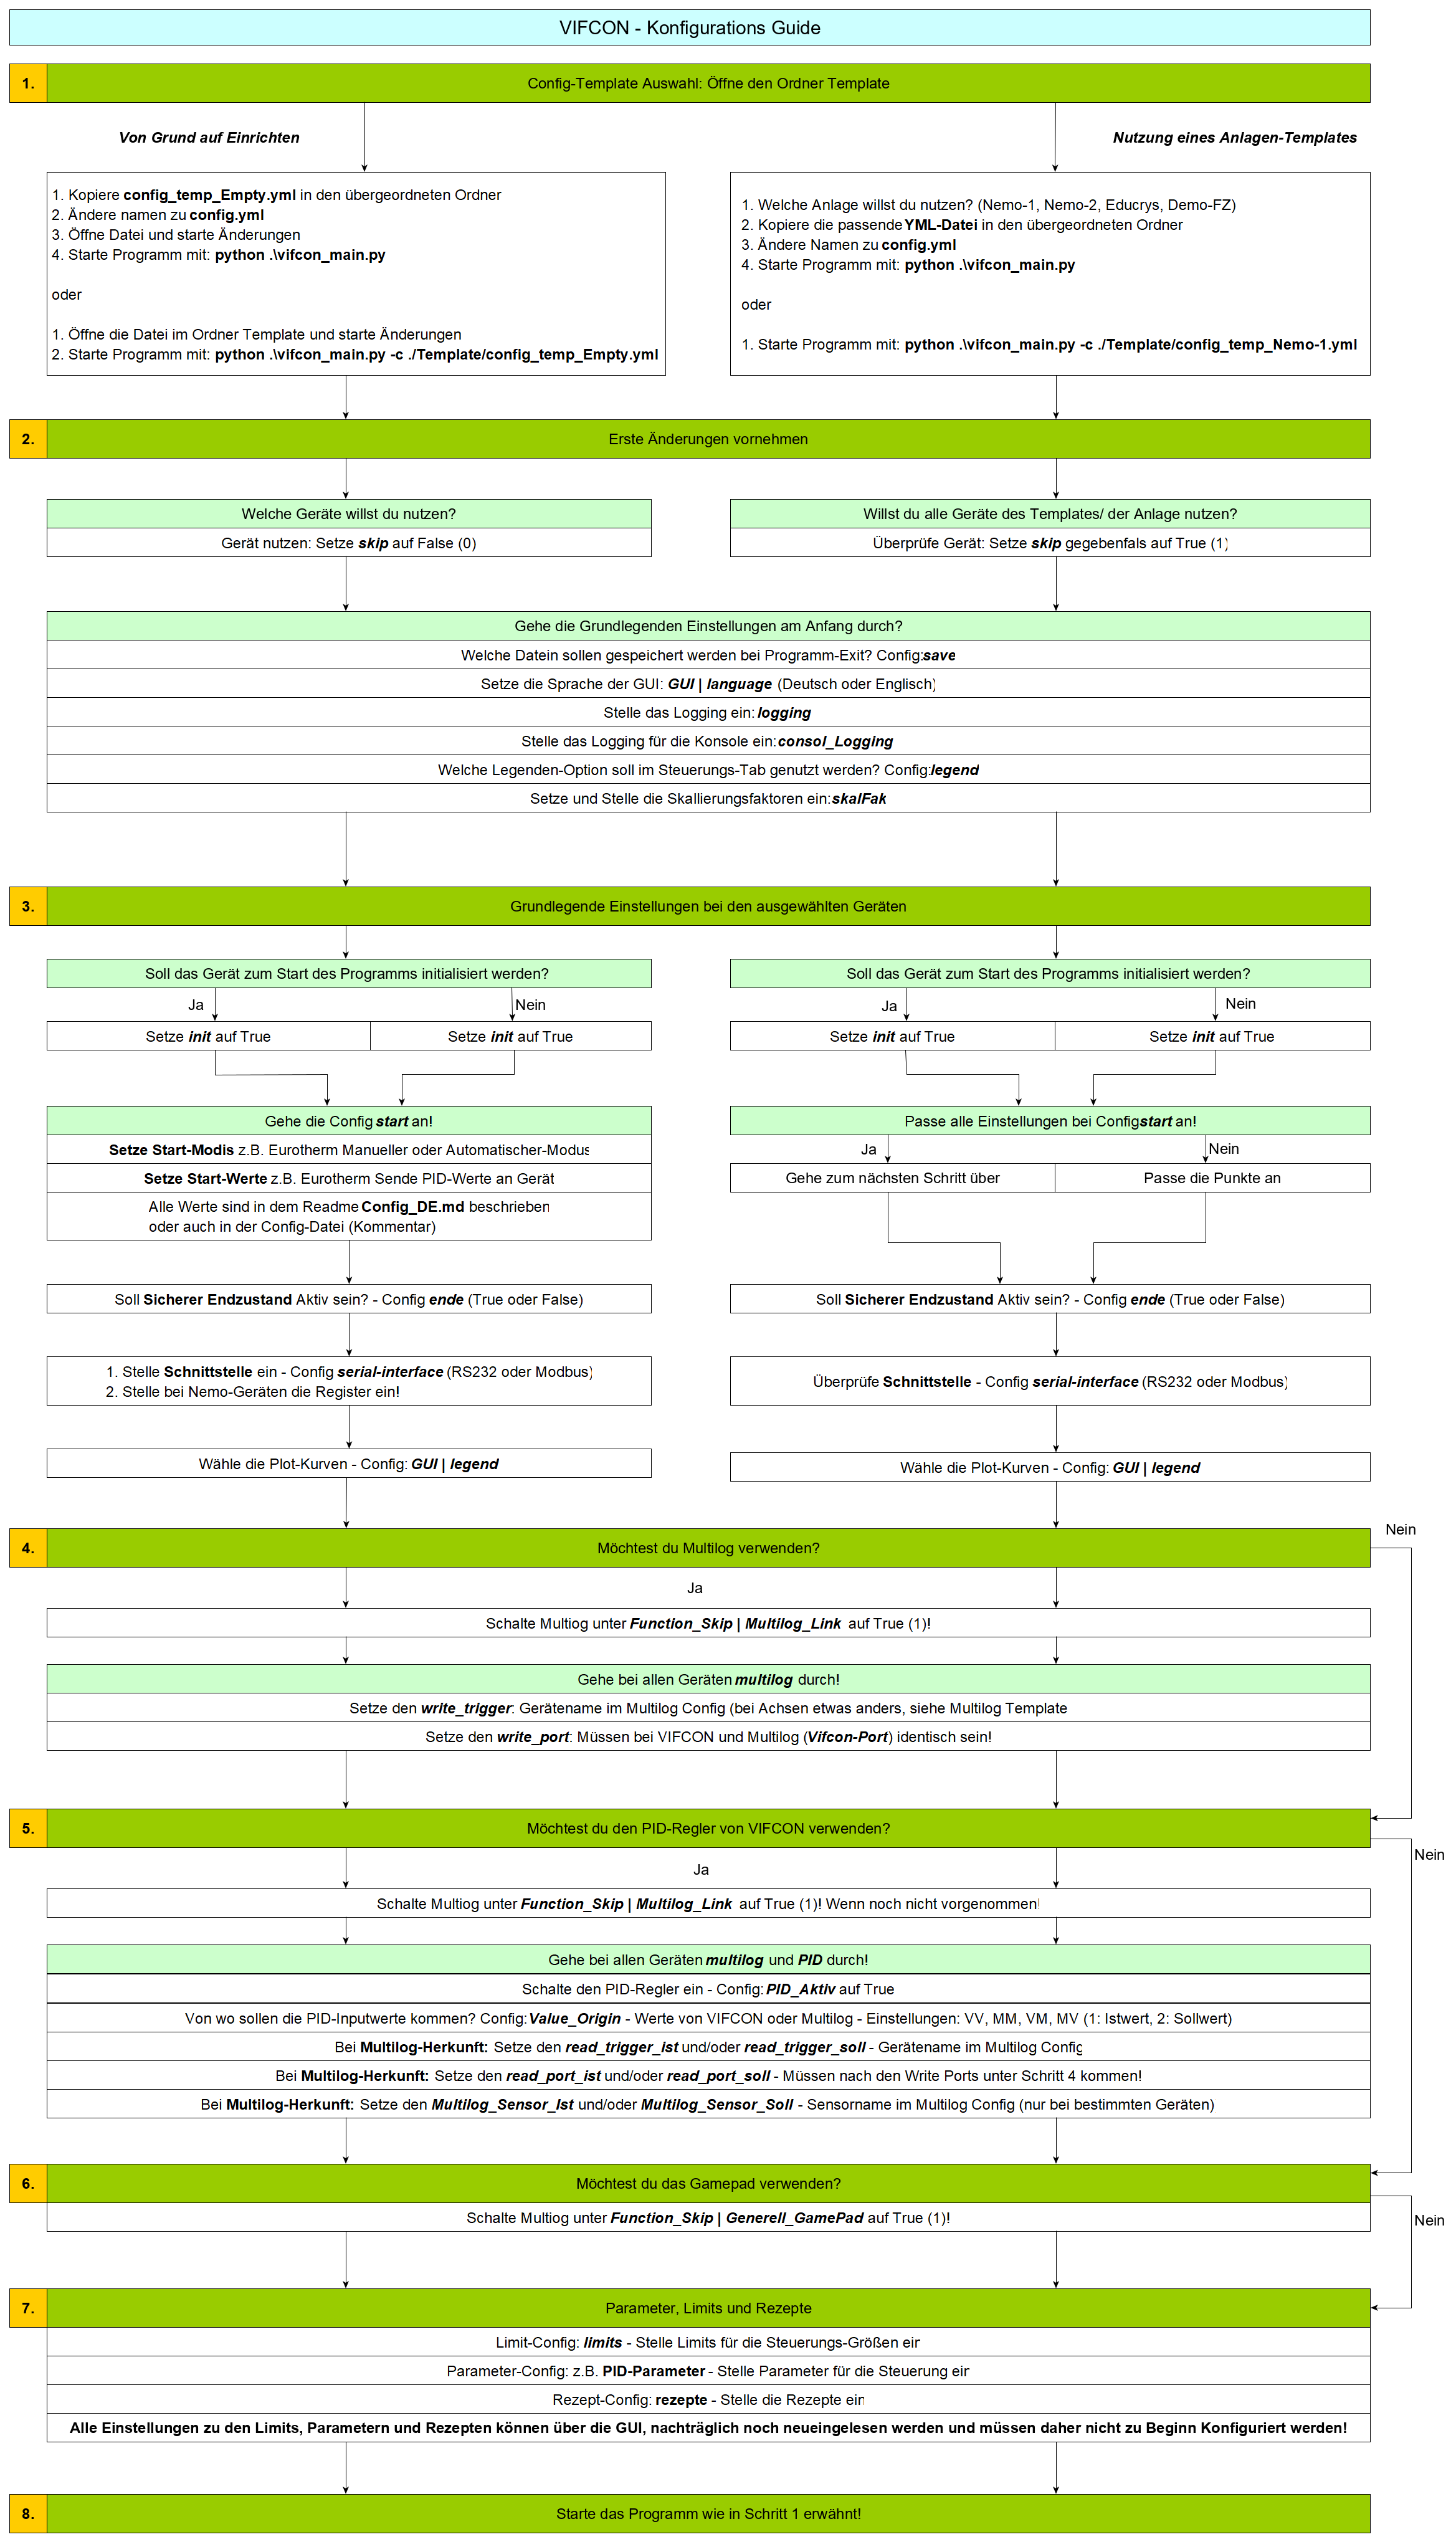 VIFCON - Konfigurations Guide
1. Config-Template Auswahl: Öffne den Ordner Template
Von Grund auf Einrichten
1. Kopiere config_temp_Empty.yml in den übergeordneten Ordner
2. Ändere namen zu config.yml
3. Öffne Datei und starte Änderungen
4. Starte Programm mit: python .\vifcon_main.py
oder
1. Öffne die Datei im Ordner Template und starte Änderungen
2. Starte Programm mit: python .\vifcon_main.py -c ./Template/config_temp_Empty.yml
Nutzung eines Anlagen-Templates
1. Welche Anlage willst du nutzen? (Nemo-1, Nemo-2, Educrys, Demo-FZ)
2. Kopiere die passende YML-Datei in den übergeordneten Ordner
3. Ändere Namen zu config.yml
4. Starte Programm mit: python .\vifcon_main.py
oder
1. Starte Programm mit: python .\vifcon_main.py -c ./Template/config_temp_Nemo-1.yml
2. Erste Änderungen vornehmen
Welche Geräte willst du nutzen?
Gerät nutzen: Setze skip auf False (0)
Willst du alle Geräte des Templates/ der Anlage nutzen?
Überprüfe Gerät: Setze skip gegebenfals auf True (1)
Gehe die Grundlegenden Einstellungen am Anfang durch?
Welche Datein sollen gespeichert werden bei Programm-Exit? Config: save
Setze die Sprache der GUI: GUI | language (Deutsch oder Englisch)
Stelle das Logging ein: logging
Stelle das Logging für die Konsole ein: consol_Logging
Welche Legenden-Option soll im Steuerungs-Tab genutzt werden? Config: legend
Setze und Stelle die Skallierungsfaktoren ein: skalFak
3. Grundlegende Einstellungen bei den ausgewählten Geräten
Soll das Gerät zum Start des Programms initialisiert werden?
Ja
Nein
Setze init auf True
Setze init auf True
Gehe die Config start an!
Setze Start-Modis z.B. Eurotherm Manueller oder Automatischer-Modus
Setze Start-Werte z.B. Eurotherm Sende PID-Werte an Gerät
Alle Werte sind in dem Readme Config_DE.md beschrieben
oder auch in der Config-Datei (Kommentar)
Soll Sicherer Endzustand Aktiv sein? - Config ende (True oder False)
1. Stelle Schnittstelle ein - Config serial-interface (RS232 oder Modbus)
2. Stelle bei Nemo-Geräten die Register ein!
Wähle die Plot-Kurven - Config: GUI | legend
Soll das Gerät zum Start des Programms initialisiert werden?
Ja
Nein
Setze init auf True
Setze init auf True
Passe alle Einstellungen bei Config start an!
Ja
Nein
Gehe zum nächsten Schritt über
Passe die Punkte an
Soll Sicherer Endzustand Aktiv sein? - Config ende (True oder False)
Überprüfe Schnittstelle - Config serial-interface (RS232 oder Modbus)
Wähle die Plot-Kurven - Config: GUI | legend
4. Möchtest du Multilog verwenden?
Nein
Ja
Schalte Multiog unter Function_Skip | Multilog_Link auf True (1)!
Gehe bei allen Geräten multilog durch!
Setze den write_trigger: Gerätename im Multilog Config (bei Achsen etwas anders, siehe Multilog Template
Setze den write_port: Müssen bei VIFCON und Multilog (Vifcon-Port) identisch sein!
5. Möchtest du den PID-Regler von VIFCON verwenden?
Nein
Ja
Schalte Multiog unter Function_Skip | Multilog_Link auf True (1)! Wenn noch nicht vorgenommen!
Gehe bei allen Geräten multilog und PID durch!
Schalte den PID-Regler ein - Config: PID_Aktiv auf True
Von wo sollen die PID-Inputwerte kommen? Config: Value_Origin - Werte von VIFCON oder Multilog - Einstellungen: VV, MM, VM, MV (1: Istwert, 2: Sollwert)
Bei Multilog-Herkunft: Setze den read_trigger_ist und/oder read_trigger_soll - Gerätename im Multilog Config
Bei Multilog-Herkunft: Setze den read_port_ist und/oder read_port_soll - Müssen nach den Write Ports unter Schritt 4 kommen!
Bei Multilog-Herkunft: Setze den Multilog_Sensor_Ist und/oder Multilog_Sensor_Soll - Sensorname im Multilog Config (nur bei bestimmten Geräten)
6. Möchtest du das Gamepad verwenden?
Schalte Multiog unter Function_Skip | Generell_GamePad auf True (1)!
Nein
7. Parameter, Limits und Rezepte
Limit-Config: limits - Stelle Limits für die Steuerungs-Größen ein
Parameter-Config: z.B. PID-Parameter - Stelle Parameter für die Steuerung ein
Rezept-Config: rezepte - Stelle die Rezepte ein
Alle Einstellungen zu den Limits, Parametern und Rezepten können über die GUI, nachträglich noch neueingelesen werden und müssen daher nicht zu Beginn Konfiguriert werden!
8. Starte das Programm wie in Schritt 1 erwähnt!